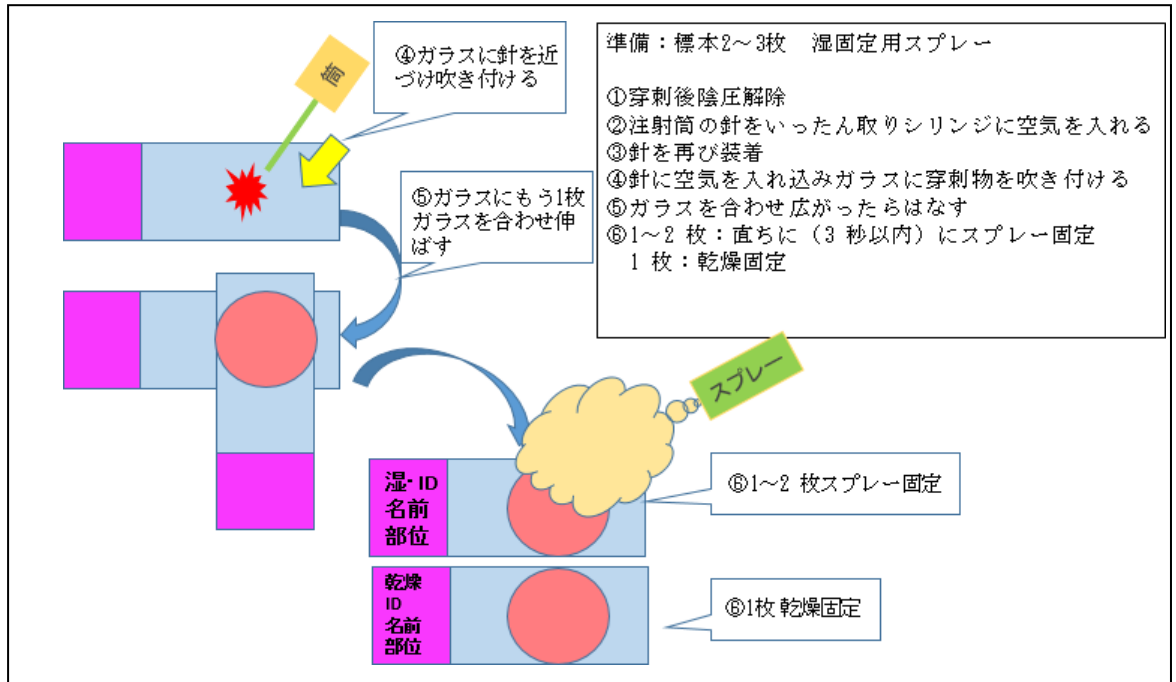 ④ガラスに針を近
づけ吹き付ける
筒
⑤ガラスにもう1枚
ガラスを合わせ伸
ばす
準備：標本2～3枚　湿固定用スプレー
①穿刺後陰圧解除
②注射筒の針をいったん取りシリンジに空気を入れる
③針を再び装着
④針に空気を入れ込みガラスに穿刺物を吹き付ける
⑤ガラスを合わせ広がったらはなす
⑥1～2 枚：直ちに（3 秒以内）にスプレー固定
1 枚：乾燥固定
スプレー
湿・ID
名前
部位
⑥1～2 枚スプレー固定
乾燥
ID
名前
部位
⑥1枚 乾燥固定